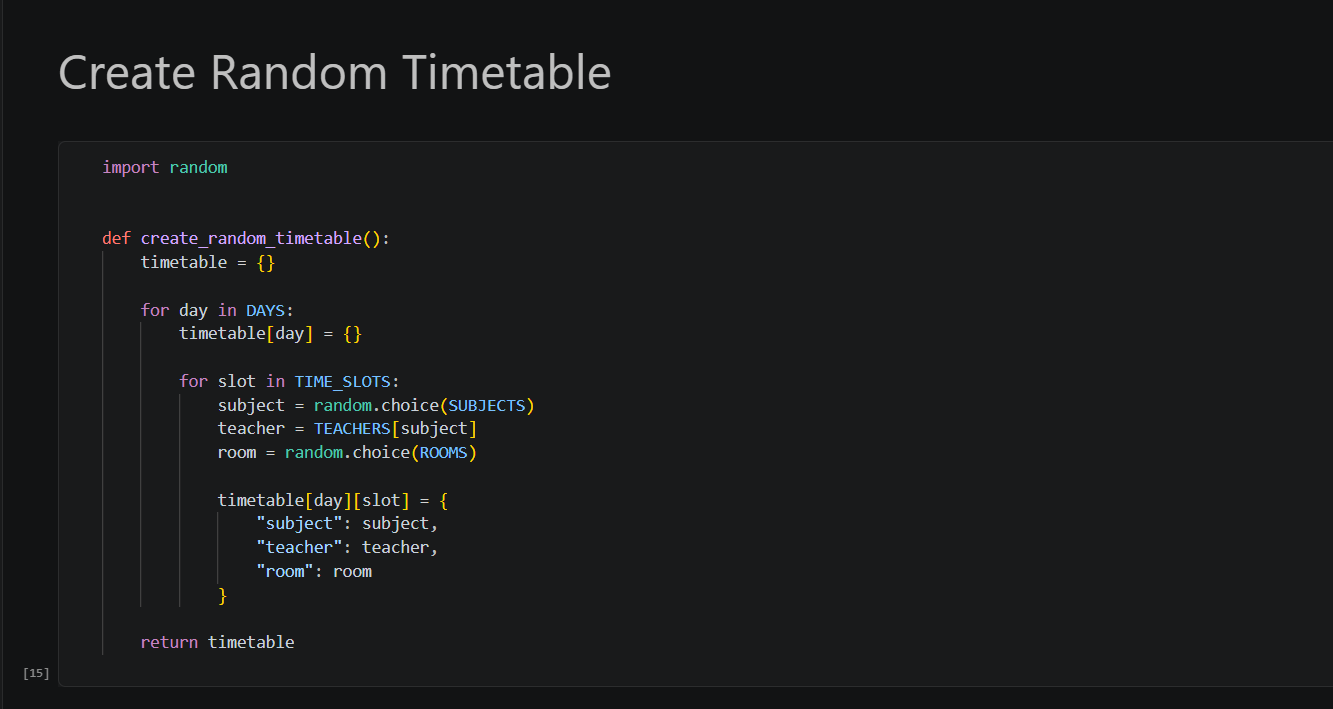 Create Random Timetable
import random
def create_random_timetable():
    timetable = {}
    for day in DAYS:
        timetable[day] = {}
        for slot in TIME_SLOTS:
            subject = random.choice(SUBJECTS)
            teacher = TEACHERS[subject]
            room = random.choice(ROOMS)
            timetable[day][slot] = {
                "subject": subject,
                "teacher": teacher,
                "room": room
            }
    return timetable
[15]